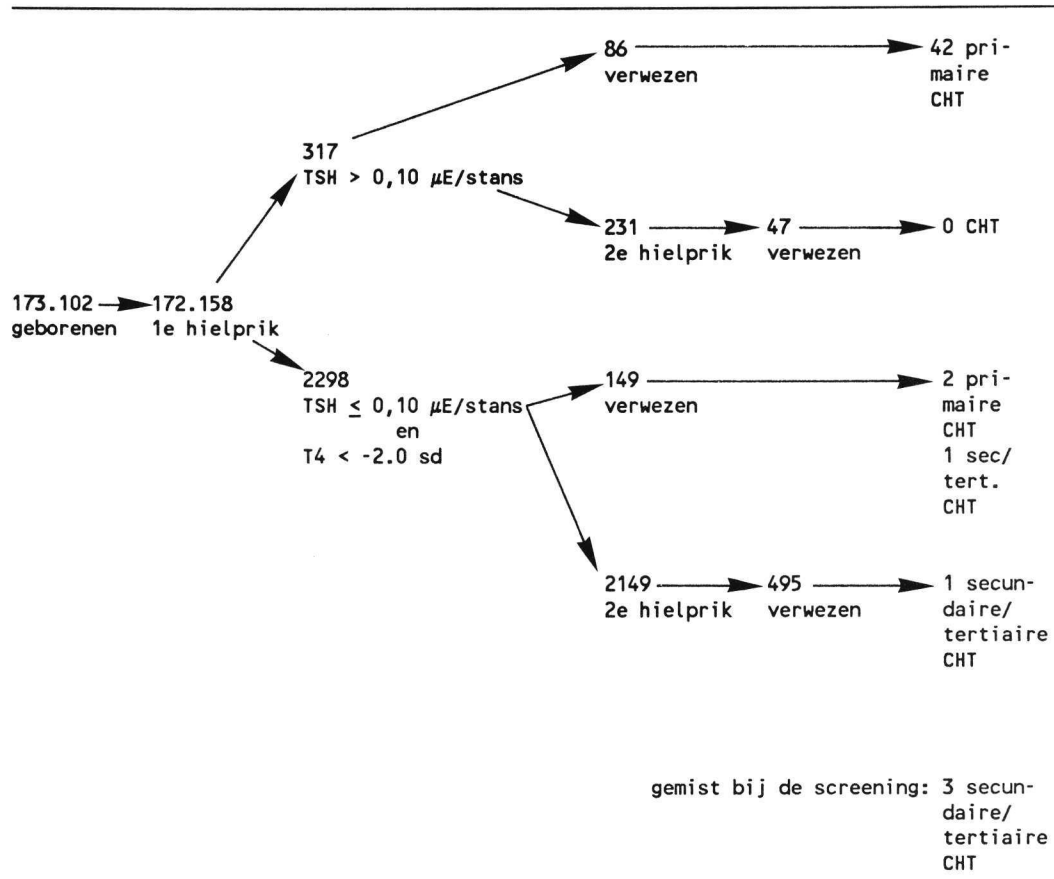 86
verwezen
42 pri-
maire
CHT
317
TSH > 0,10 µE/stans
231
2e hielprik
47
verwezen
0 CHT
173.102
geborenen
172.158
1e hielprik
2298
TSH ≤ 0,10 µE/stans
en
T4 < -2.0 sd
149
verwezen
2 pri-
maire
CHT
1 sec/
tert.
CHT
2149
2e hielprik
495
verwezen
1 secun-
daire/
tertiaire
CHT
gemist bij de screening: 3 secun-
daire/
tertiaire
CHT